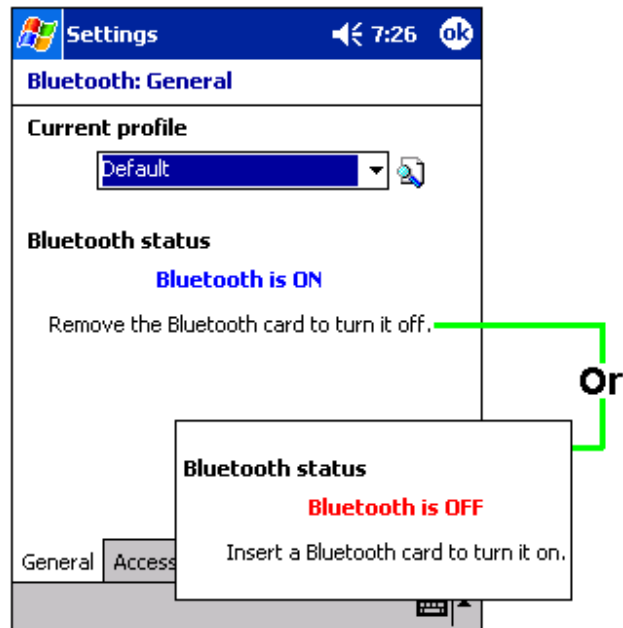 Settings 7:26 ok
Bluetooth: General
Current profile
Default
Bluetooth status
Bluetooth is ON
Remove the Bluetooth card to turn it off.
Or
Bluetooth status
Bluetooth is OFF
Insert a Bluetooth card to turn it on.
General Access